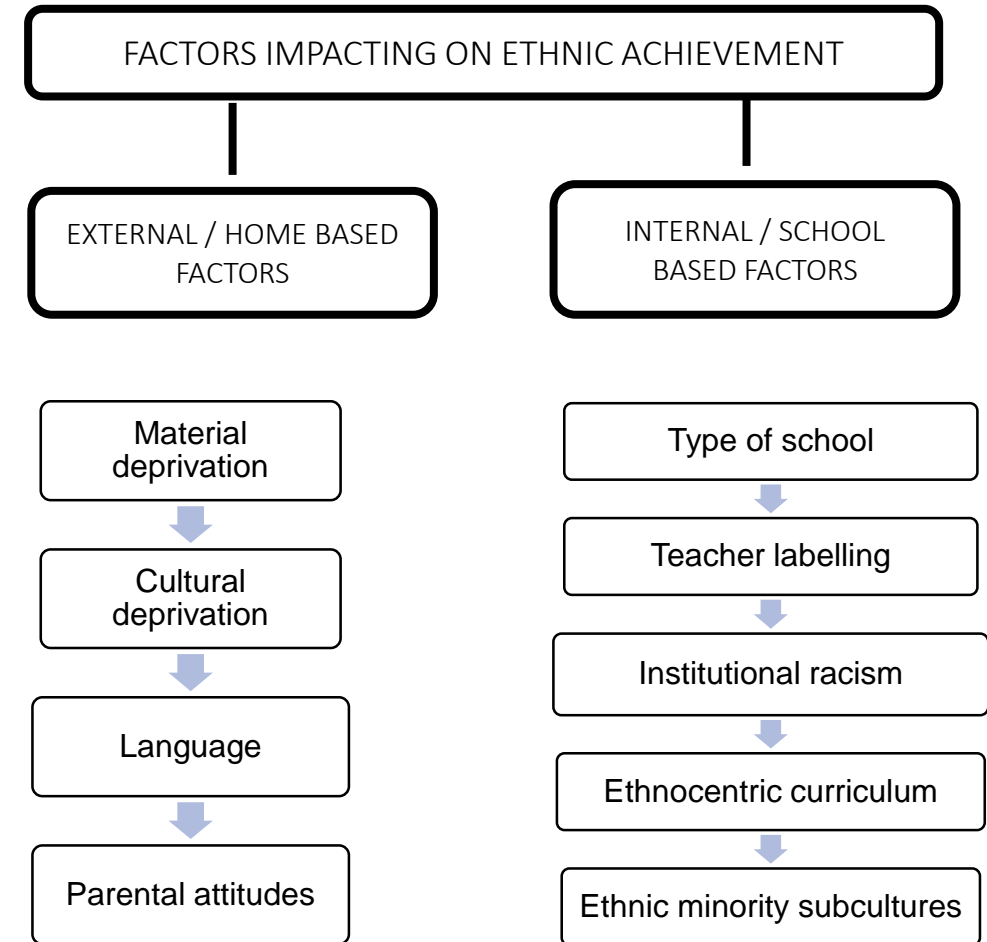 FACTORS IMPACTING ON ETHNIC ACHIEVEMENT
EXTERNAL / HOME BASED
FACTORS
INTERNAL / SCHOOL
BASED FACTORS
Material
deprivation
Cultural
deprivation
Language
Parental attitudes
Type of school
Teacher labelling
Institutional racism
Ethnocentric curriculum
Ethnic minority subcultures